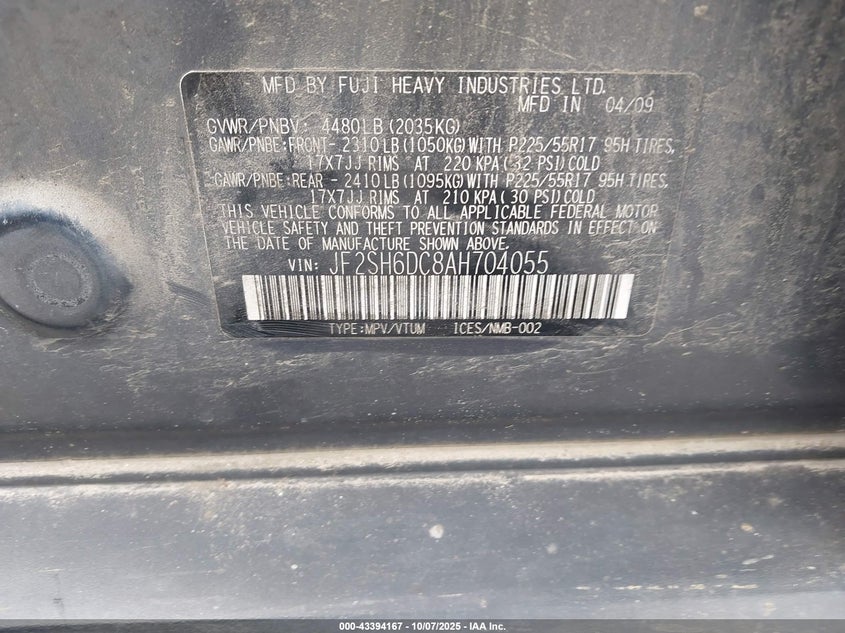 MFD BY FUJI HEAVY INDUSTRIES LTD.
MFD IN 04/09
GVWR/PNBV: 4480LB (2035KG)
GAWR/PNBE:FRONT- 2310LB (1050KG) WITH P225/55R17 95H TIRES,
17X7JJ RIMS AT 220 KPA (32 PSI) COLD
GAWR/PNBE:REAR - 2410LB (1095KG) WITH P225/55R17 95H TIRES,
17X7JJ RIMS AT 210 KPA (30 PSI) COLD
THIS VEHICLE CONFORMS TO ALL APPLICABLE FEDERAL MOTOR
VEHICLE SAFETY AND THEFT PREVENTION STANDARDS IN EFFECT ON
THE DATE OF MANUFACTURE SHOWN ABOVE.
VIN: JF2SH6DC8AH704055
TYPE:MPV/VTUM ICES/NMB-002
000-43394167 - 10/07/2025 - IAA Inc.